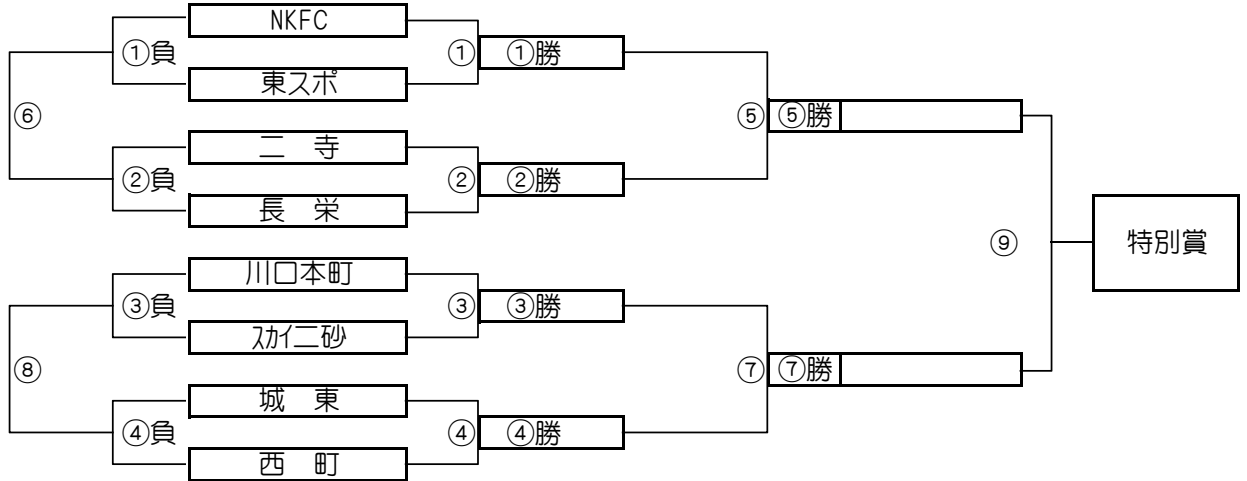 NKFC
①負
①
①勝
東スポ
⑥
⑤
⑤勝
二 寺
②負
②
②勝
長 栄
⑨
特別賞
川口本町
③負
③
③勝
スカイ二砂
⑧
⑦
⑦勝
城 東
④負
④
④勝
西 町